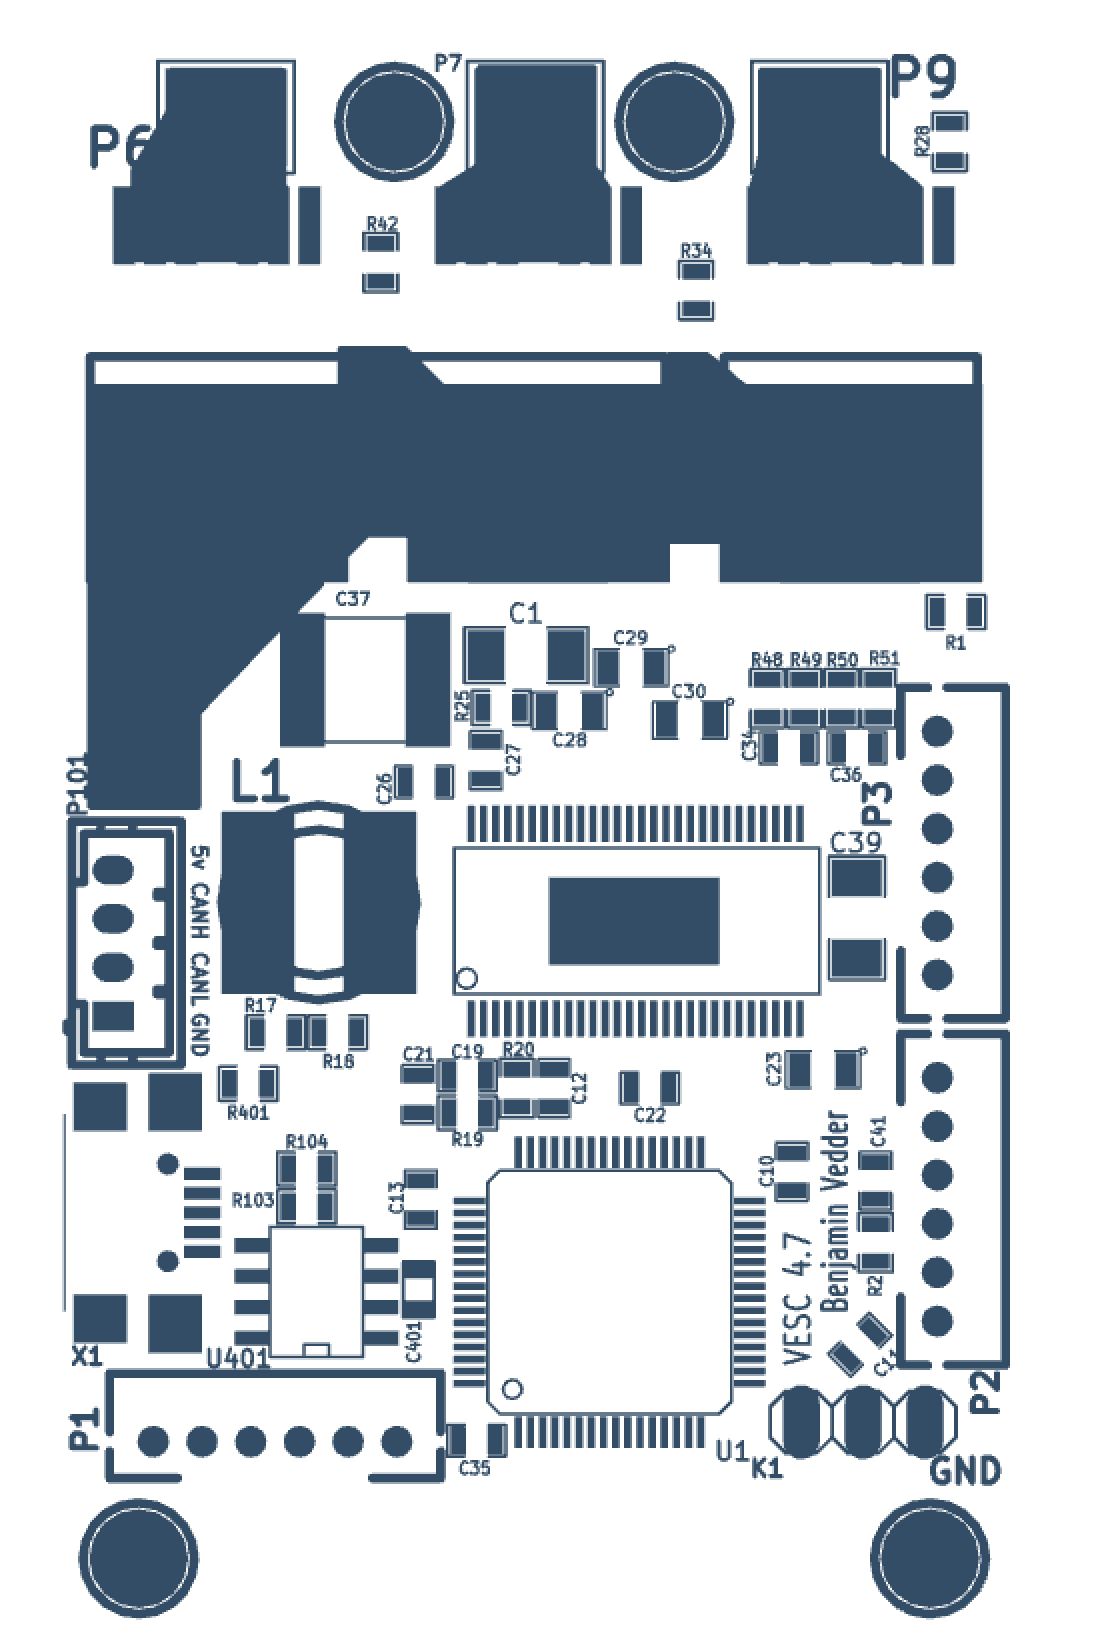 P7
P9
P6
R28
R42
R34
C37
C1
C29
R1
R48 R49 R50 R51
R25
C30
C28
C34
C27
C36
C26
P101
L1
P3
C39
5v CANH CANL GND
R17
R18
C21 C19 R20
C12
C23
C22
R401
R19
C41
R104
C10
R103
C13
Benjamin Vedder
VESC 4.7
R2
C401
C11
X1
U401
P2
P1
U1
K1
C35
GND